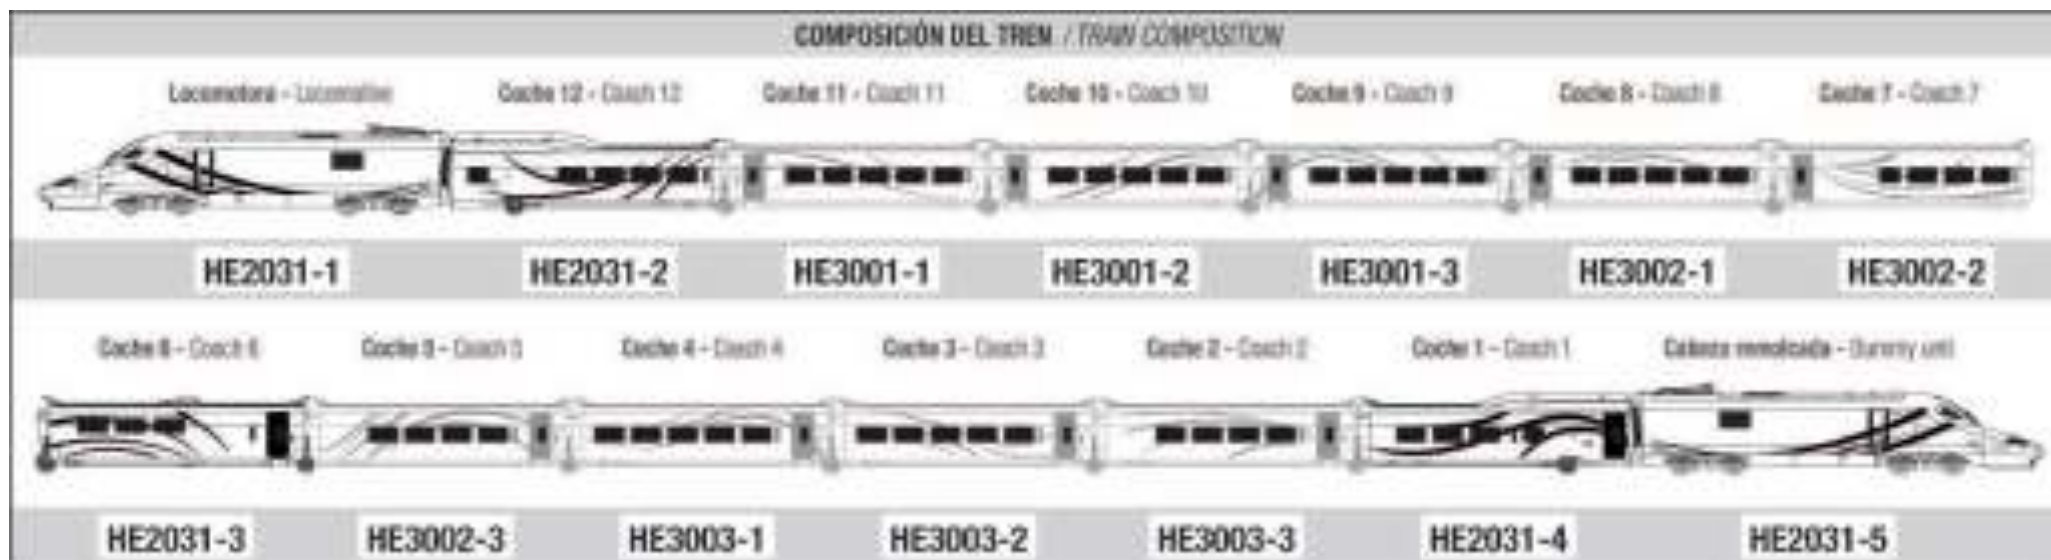 COMPOSICIÓN DEL TREN / TRAIN COMPOSITION
Locomotora - Locomotive Coche 12 - Coach 12 Coche 11 - Coach 11 Coche 10 - Coach 10 Coche 9 - Coach 9 Coche 8 - Coach 8 Coche 7 - Coach 7
HE2031-1 HE2031-2 HE3001-1 HE3001-2 HE3001-3 HE3002-1 HE3002-2
Coche 6 - Coach 6 Coche 5 - Coach 5 Coche 4 - Coach 4 Coche 3 - Coach 3 Coche 2 - Coach 2 Coche 1 - Coach 1 Cabeza remolcada - Dummy unit
HE2031-3 HE3002-3 HE3003-1 HE3003-2 HE3003-3 HE2031-4 HE2031-5